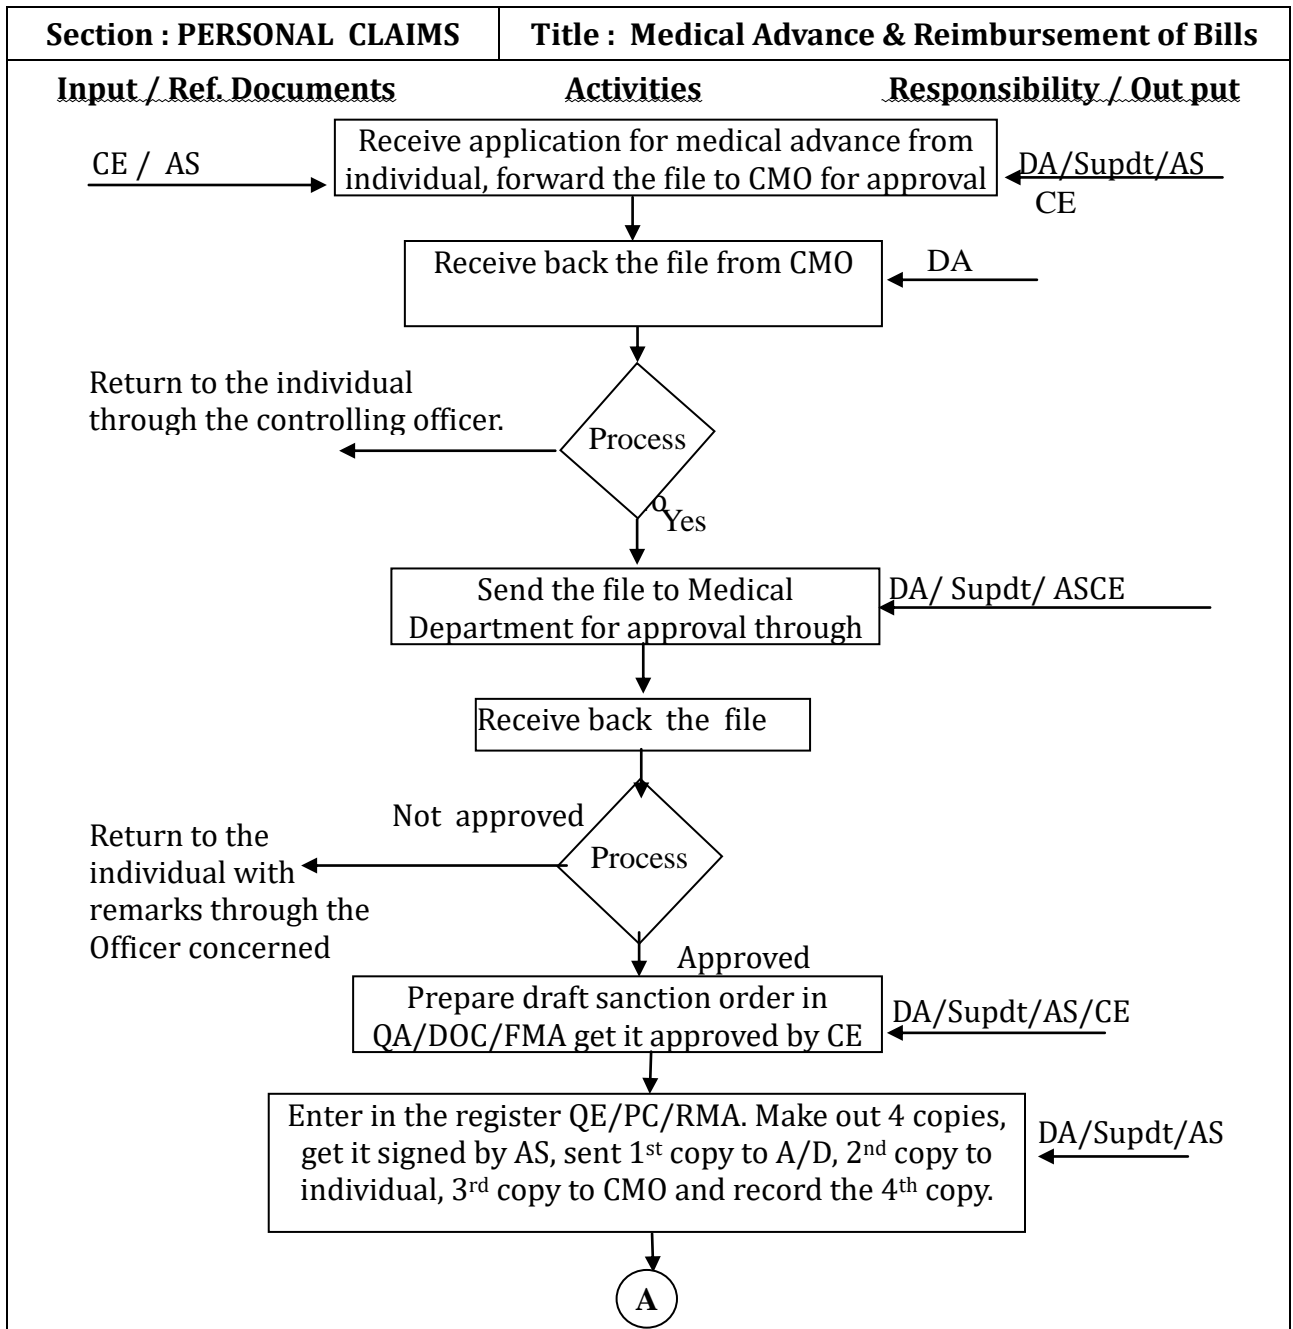 Section : PERSONAL CLAIMS
Title : Medical Advance & Reimbursement of Bills
Input / Ref. Documents
Activities
Responsibility / Out put
CE / AS
Receive application for medical advance from
individual, forward the file to CMO for approval
DA/Supdt/AS
CE
Receive back the file from CMO
DA
Return to the individual
through the controlling officer.
Process
Yes
Send the file to Medical
Department for approval through
DA/ Supdt/ ASCE
Receive back the file
Not approved
Return to the
individual with
remarks through the
Officer concerned
Process
Approved
Prepare draft sanction order in
QA/DOC/FMA get it approved by CE
DA/Supdt/AS/CE
Enter in the register QE/PC/RMA. Make out 4 copies,
get it signed by AS, sent 1st copy to A/D, 2nd copy to
individual, 3rd copy to CMO and record the 4th copy.
DA/Supdt/AS
A